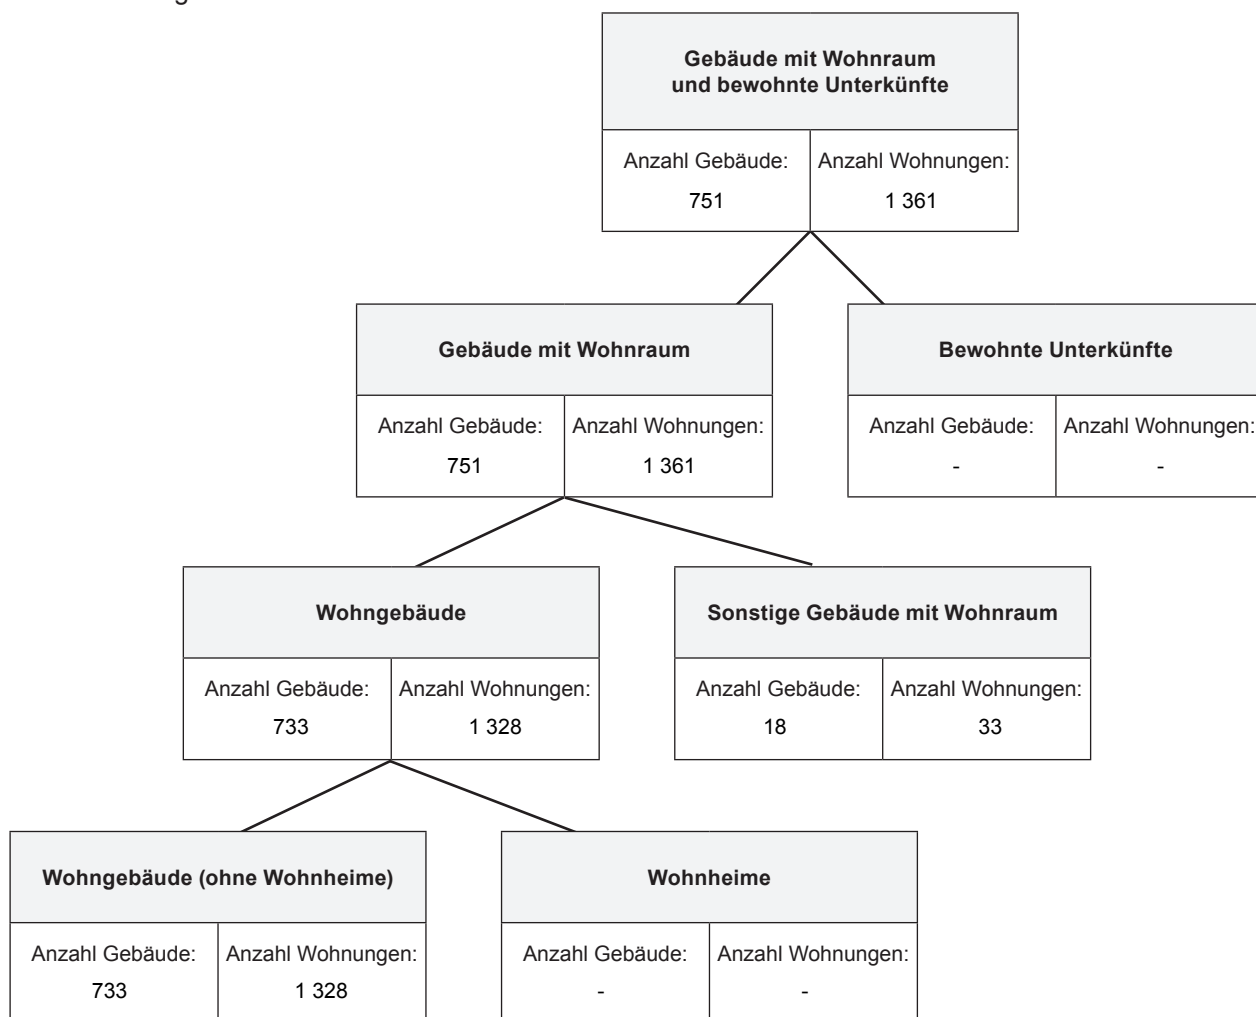 Gebäude mit Wohnraum
und bewohnte Unterkünfte
Anzahl Gebäude: Anzahl Wohnungen:
751 1 361
Gebäude mit Wohnraum
Anzahl Gebäude: Anzahl Wohnungen:
751 1 361
Bewohnte Unterkünfte
Anzahl Gebäude: Anzahl Wohnungen:
- -
Wohngebäude
Anzahl Gebäude: Anzahl Wohnungen:
733 1 328
Sonstige Gebäude mit Wohnraum
Anzahl Gebäude: Anzahl Wohnungen:
18 33
Wohngebäude (ohne Wohnheime)
Anzahl Gebäude: Anzahl Wohnungen:
733 1 328
Wohnheime
Anzahl Gebäude: Anzahl Wohnungen:
- -